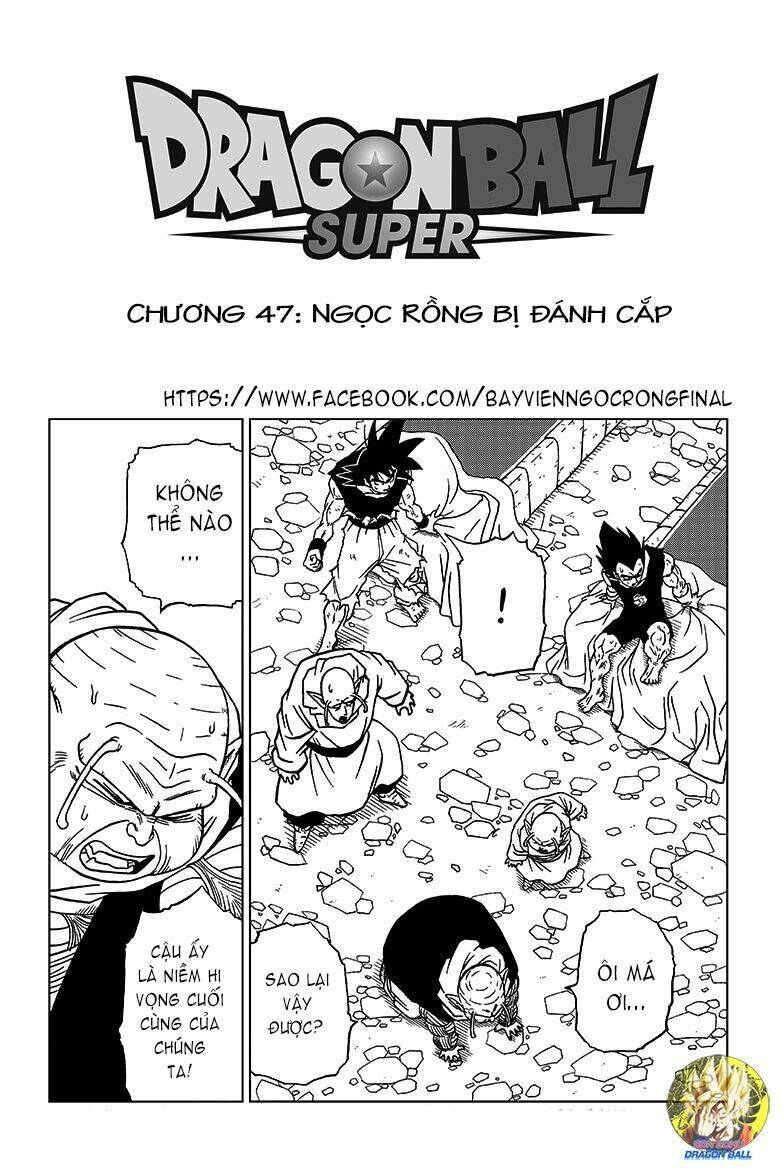 DRAGON BALL
SUPER
CHƯƠNG 47: NGỌC RỒNG BỊ ĐÁNH CẮP
HTTPS://WWW.FACEBOOK.COM/BAYVIENNGOCRONGFINAL
!
ÔI MÁ
ƠI...
SAO LẠI
VẬY
ĐƯỢC?
KHÔNG
THỂ NÀO
...
CẬU ẤY
LÀ NIỀM HI
VỌNG CUỐI
CÙNG CỦA
CHÚNG
TA!
DRAGON BALL